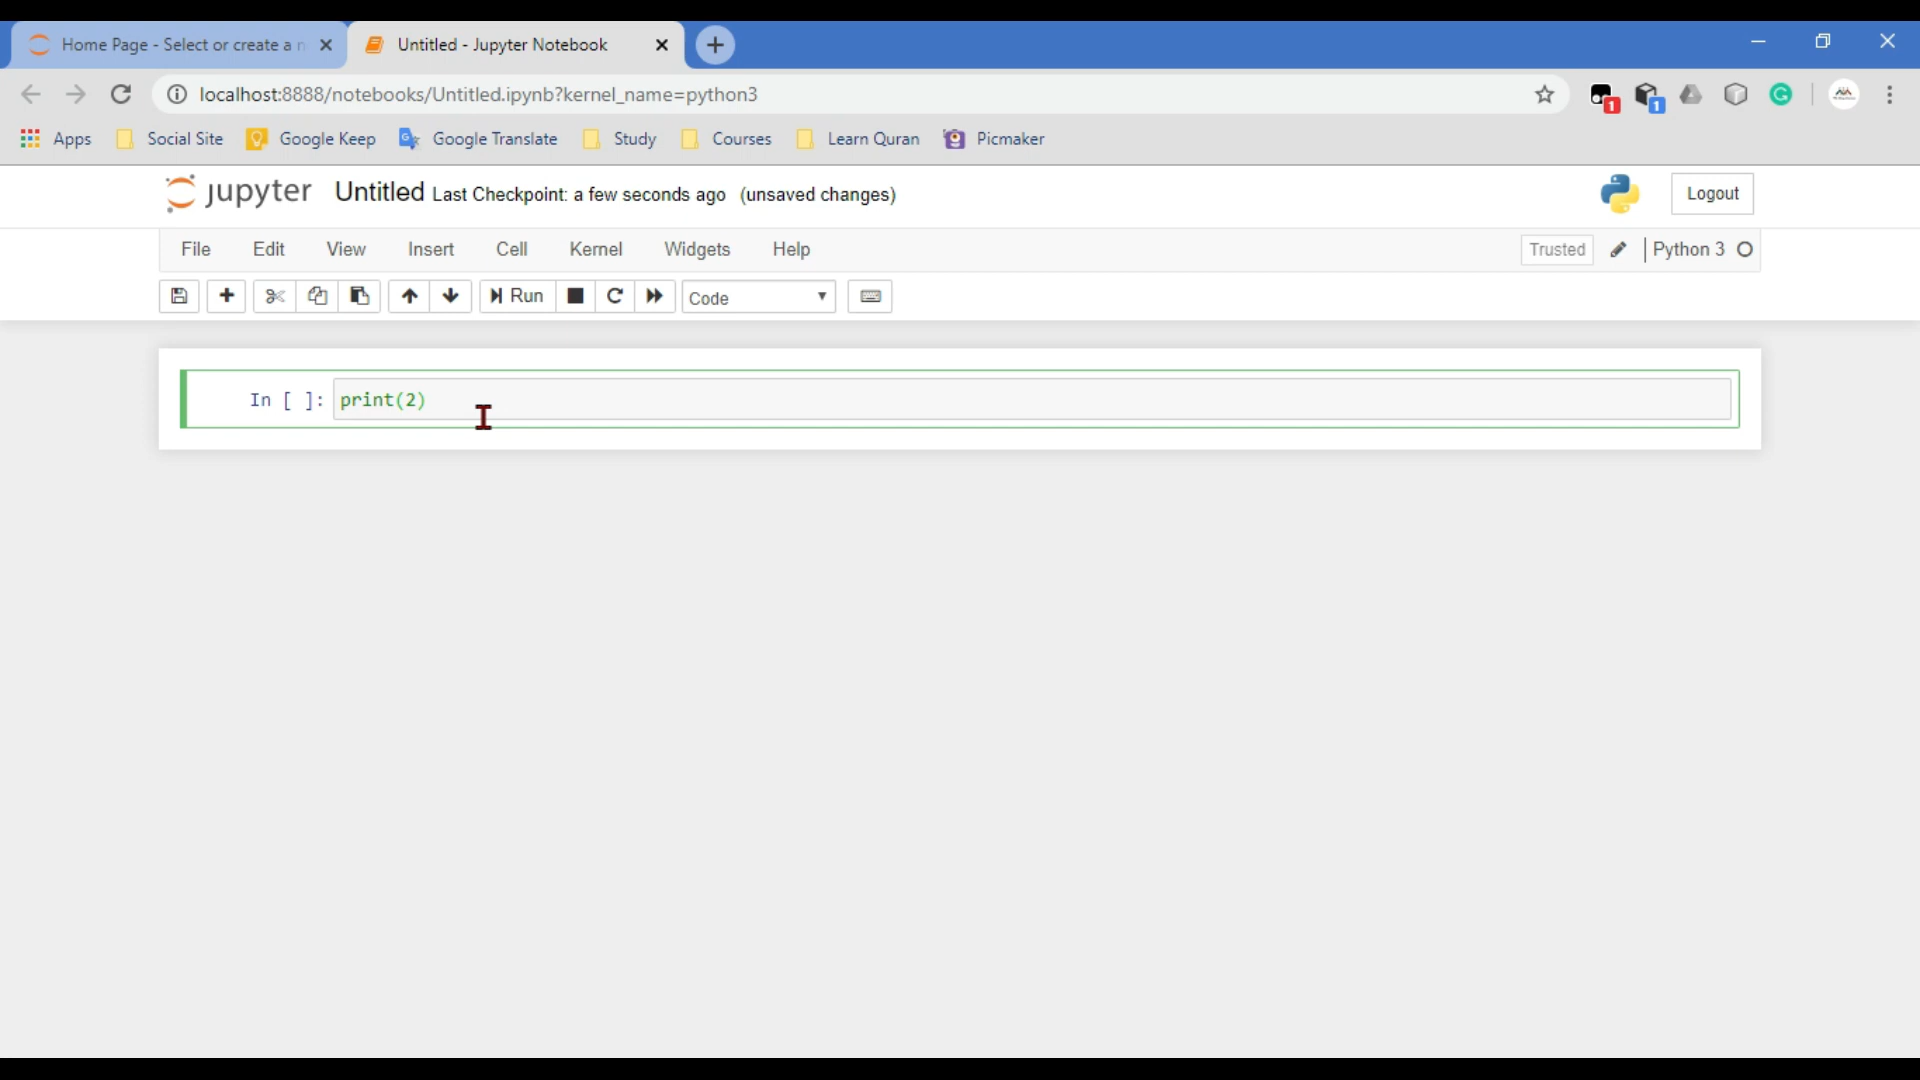 Home Page - Select or create a n
Untitled - Jupyter Notebook
localhost:8888/notebooks/Untitled.ipynb?kernel_name=python3
1
1
Apps
Social Site
Google Keep
Google Translate
Study
Courses
Learn Quran
Picmaker
jupyter
Untitled Last Checkpoint: a few seconds ago (unsaved changes)
Logout
File
Edit
View
Insert
Cell
Kernel
Widgets
Help
Trusted
Python 3
Run
Code
In [ ]: print(2)